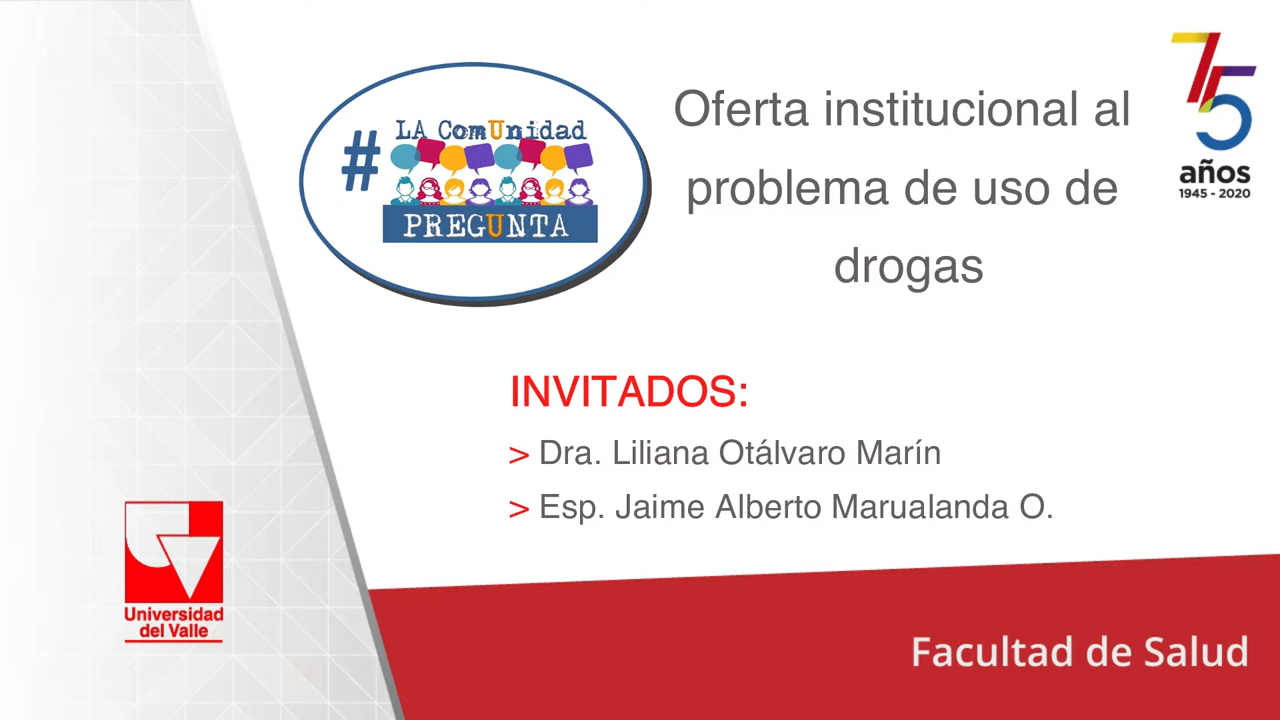 #
LA ComUnidad
PREGUNTA
Oferta institucional al
problema de uso de
drogas
75
años
1945 - 2020
INVITADOS:
> Dra. Liliana Otálvaro Marín
> Esp. Jaime Alberto Marualanda O.
Universidad
del Valle
Facultad de Salud